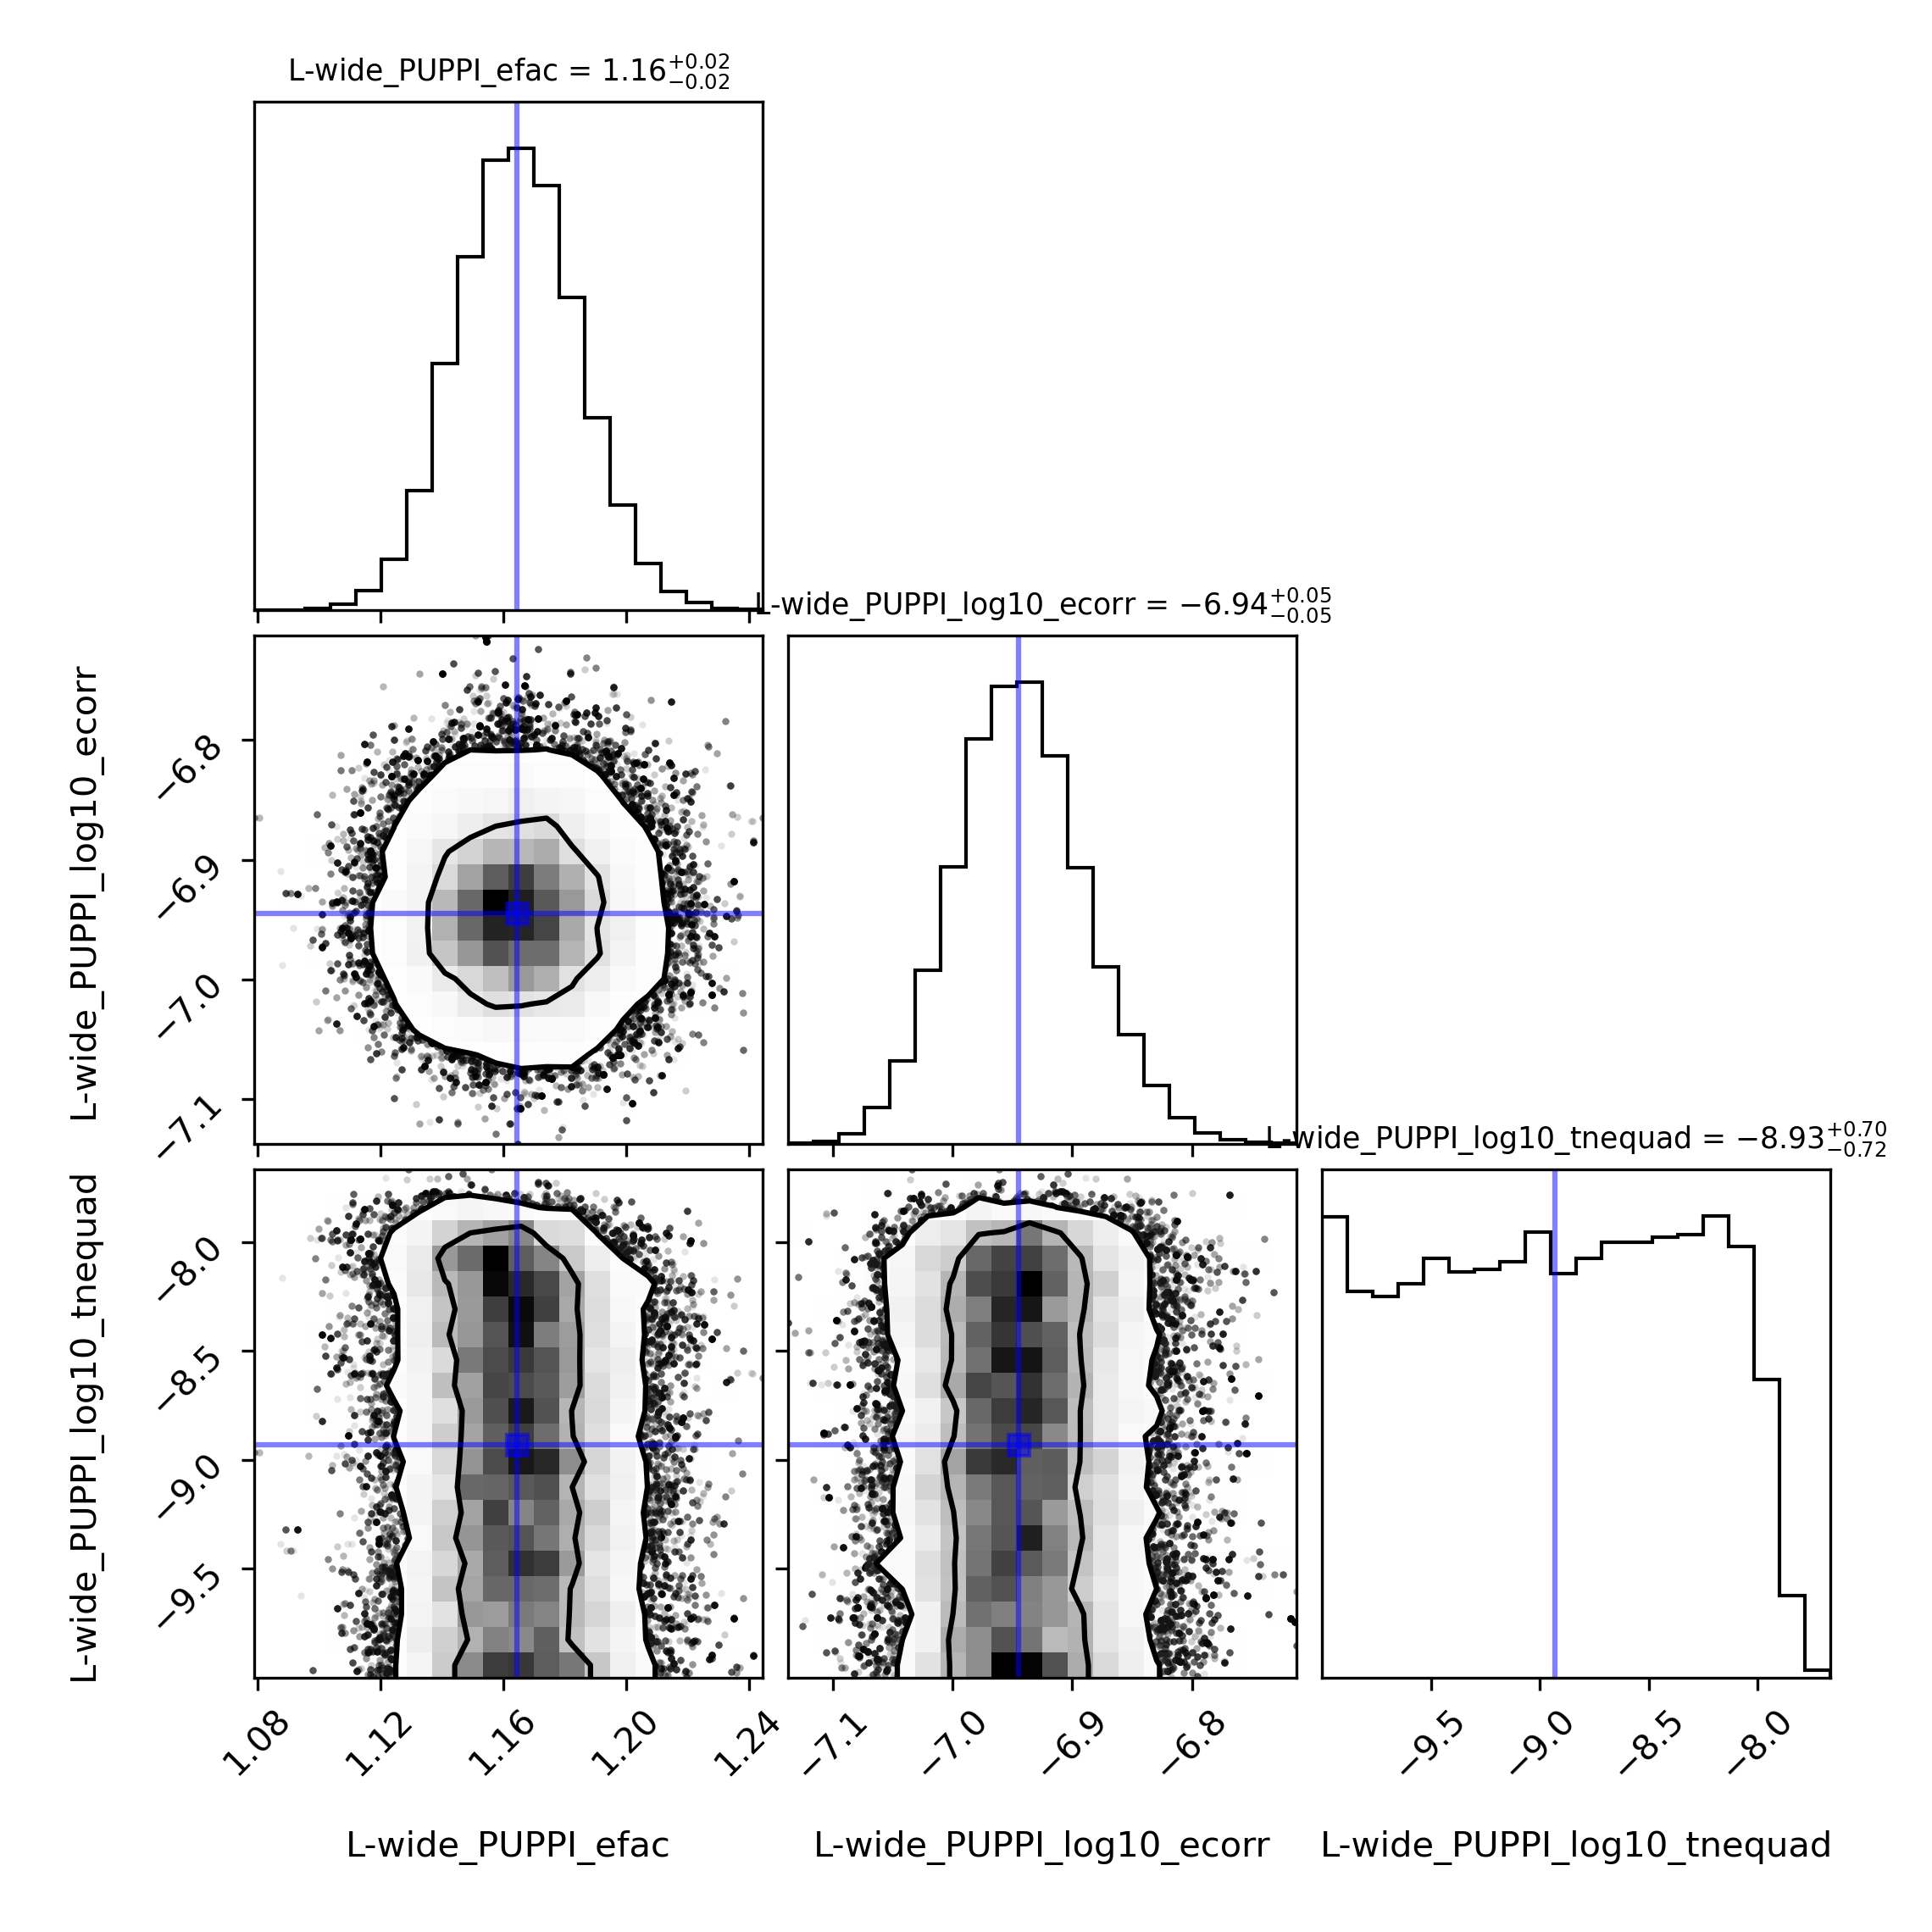 L-wide_PUPPI_efac = 1.16+0.02−0.02
L-wide_PUPPI_log10_ecorr = −6.94+0.05−0.05
L-wide_PUPPI_log10_ecorr
−6.8
−6.9
−7.0
−7.1
L-wide_PUPPI_log10_tnequad = −8.93+0.70−0.72
L-wide_PUPPI_log10_tnequad
−8.0
−8.5
−9.0
−9.5
1.08 1.12 1.16 1.20 1.24
−7.1 −7.0 −6.9 −6.8
−9.5 −9.0 −8.5 −8.0
L-wide_PUPPI_efac
L-wide_PUPPI_log10_ecorr
L-wide_PUPPI_log10_tnequad